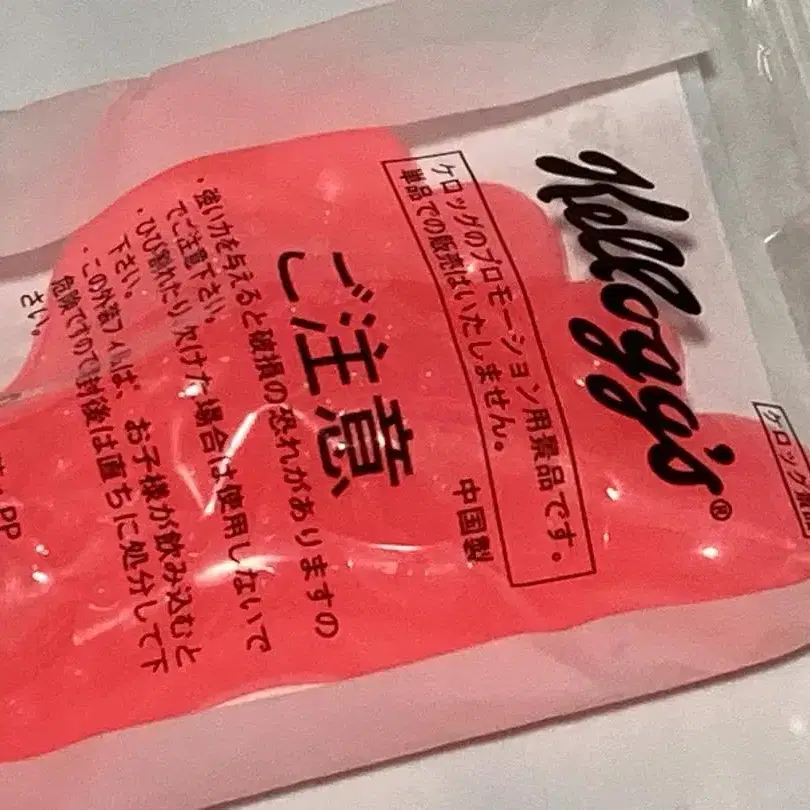 Kellogg's®
ケロッグのプロモーション用景品です。
単品での販売はいたしません。
中国製
ご注意
・強い力を与えると破損の恐れがありますの
でご注意下さい。
・ひび割れたり、欠けた場合は使用しないで
下さい。
・この外装フィルムは、お子様が飲み込むと
危険ですので開封後は直ちに処分して下
さい。
PP
ケロッグ